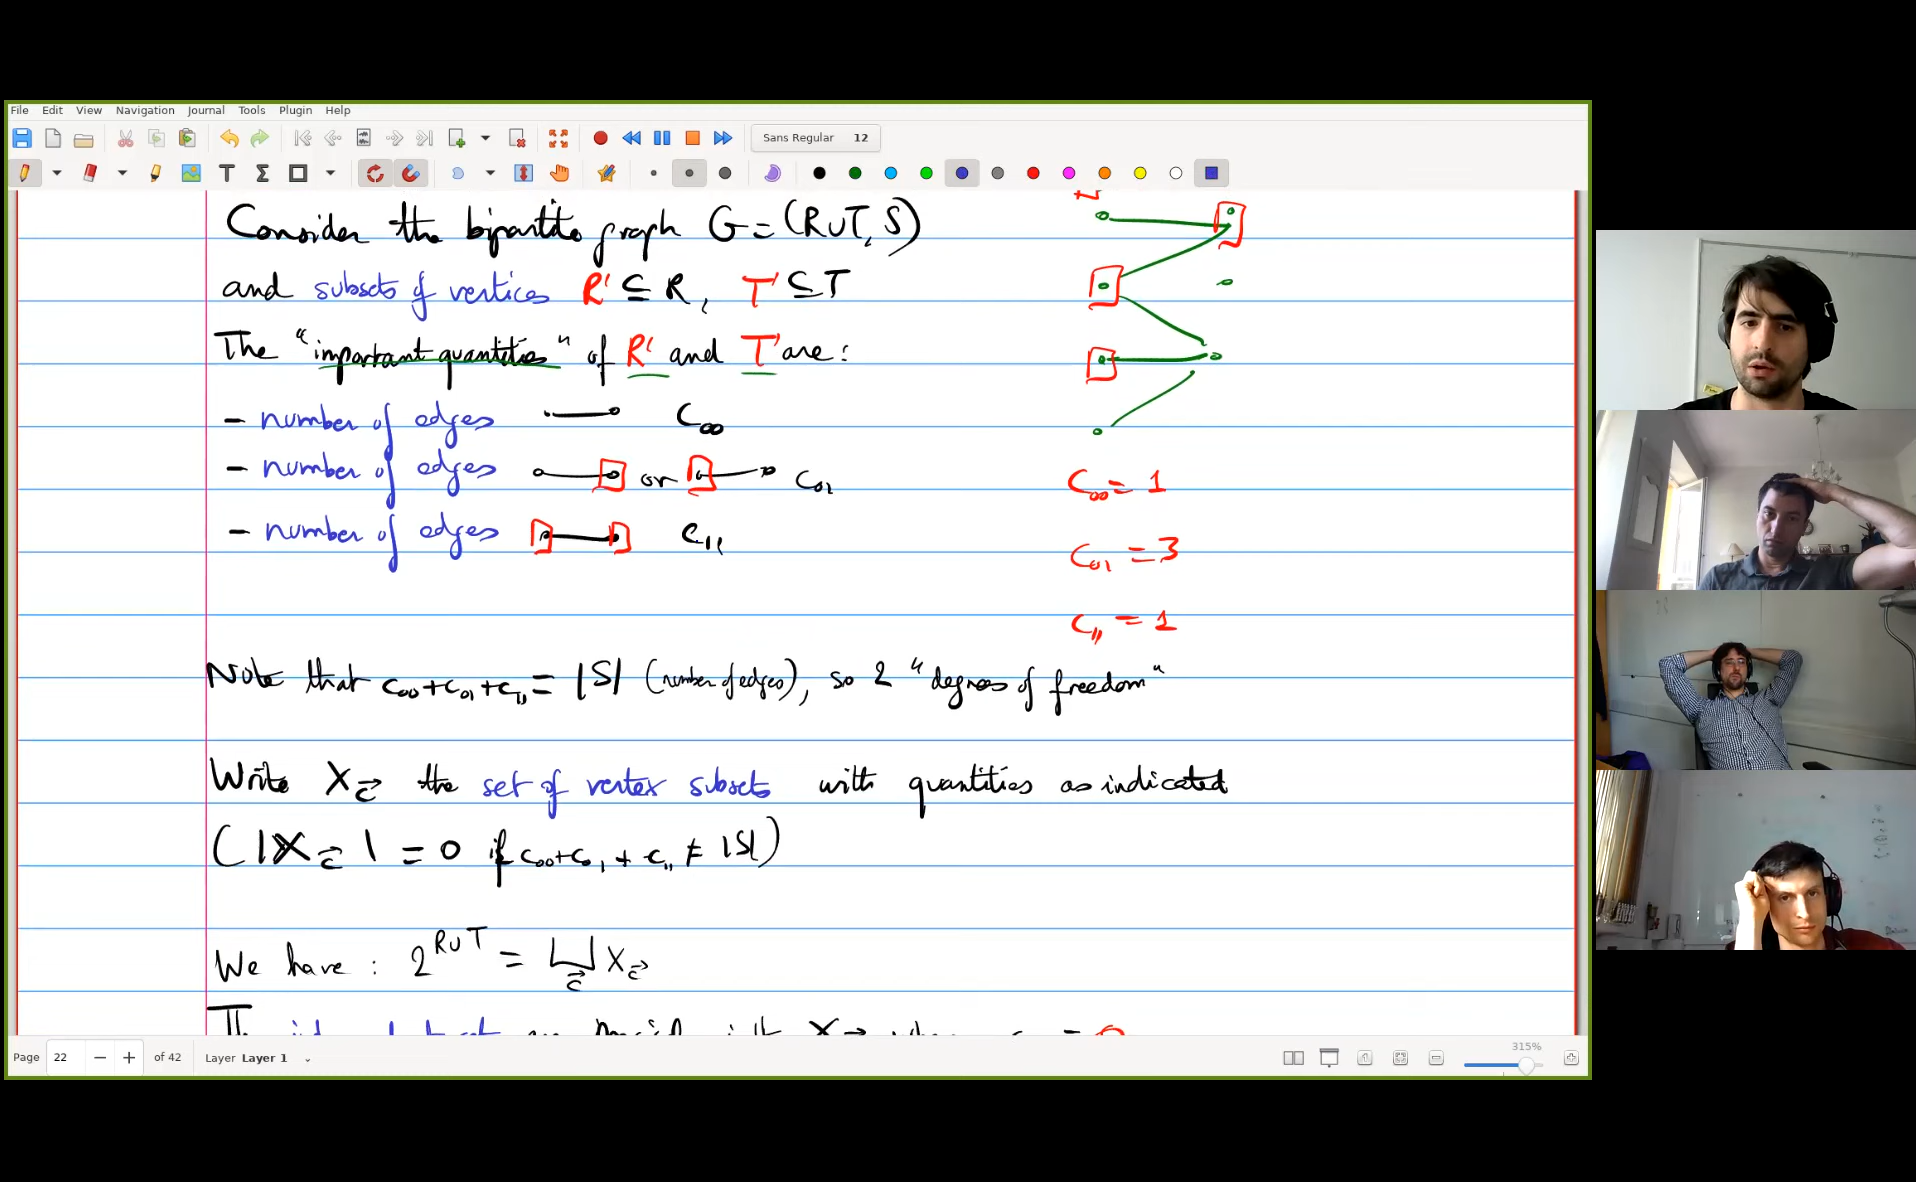 File Edit View Navigation Journal Tools Plugin Help
Sans Regular 12
Consider the bipartite graph G = (R∪T, S)
and subsets of vertices R' ⊆ R, T' ⊆ T
The "important quantities" of R' and T' are:
- number of edges c₀₀
- number of edges or c₀₁
- number of edges c₁₁
c₀₀ = 1
c₀₁ = 3
c₁₁ = 1
Note that c₀₀+c₀₁+c₁₁ = |S| (number of edges), so 2 "degrees of freedom"
Write X_c⃗ the set of vertex subsets with quantities as indicated
(|X_c⃗| = 0 if c₀₀+c₀₁+c₁₁ ≠ |S|)
We have: 2^{R∪T} = ⊔_c⃗ X_c⃗
Page 22 of 42 Layer Layer 1 315%